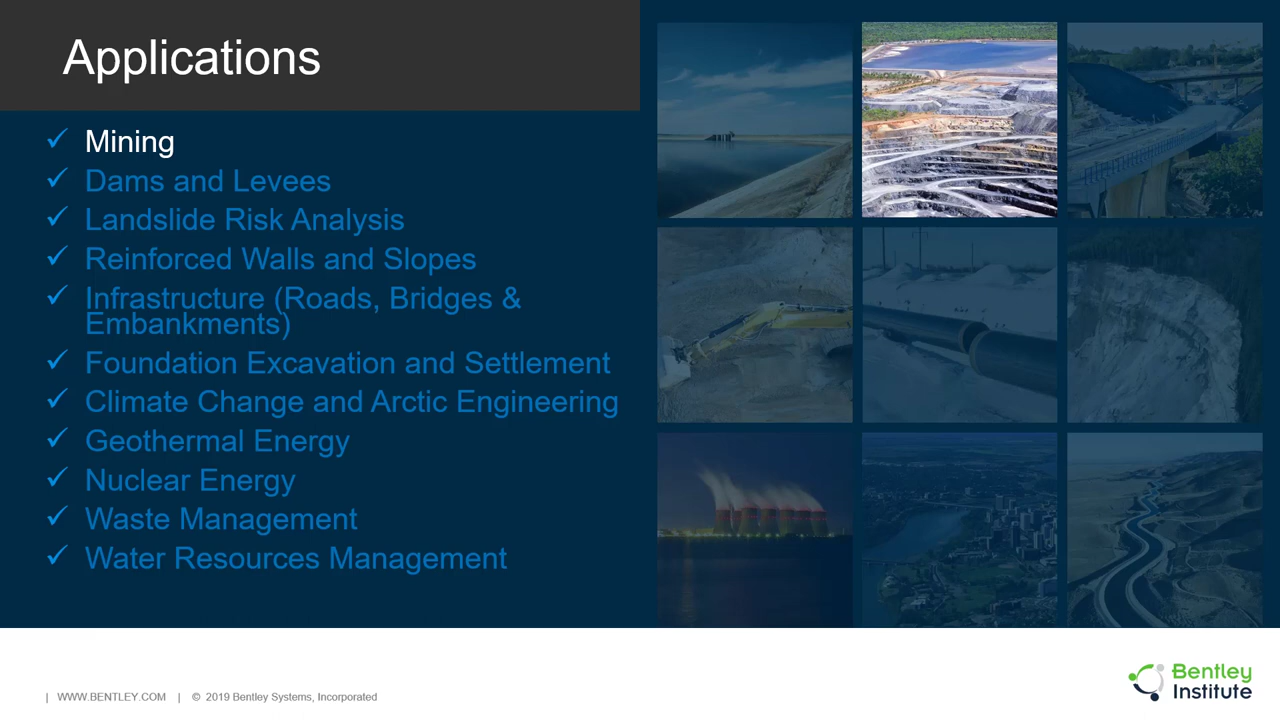 Applications
✓ Mining
✓ Dams and Levees
✓ Landslide Risk Analysis
✓ Reinforced Walls and Slopes
✓ Infrastructure (Roads, Bridges &
Embankments)
✓ Foundation Excavation and Settlement
✓ Climate Change and Arctic Engineering
✓ Geothermal Energy
✓ Nuclear Energy
✓ Waste Management
✓ Water Resources Management
| WWW.BENTLEY.COM | © 2019 Bentley Systems, Incorporated
Bentley
Institute